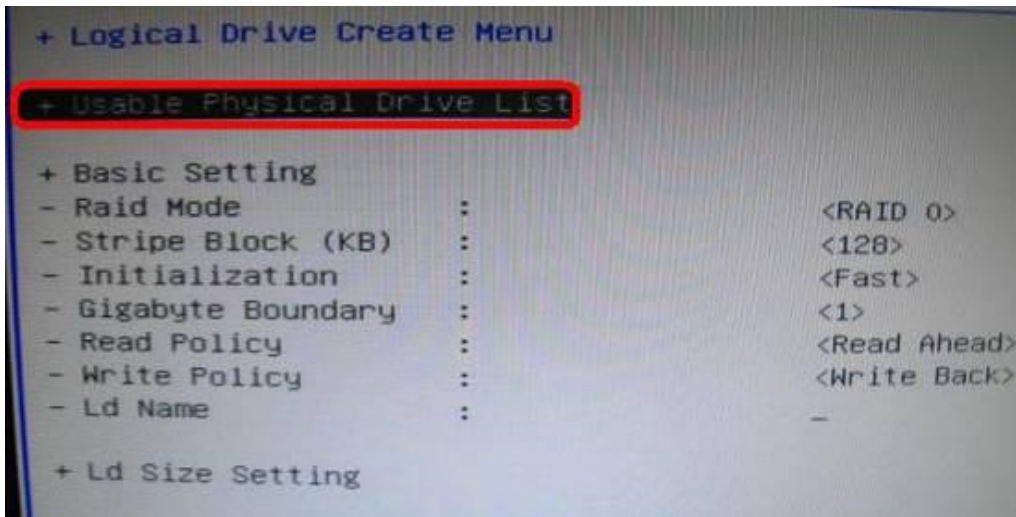 + Logical Drive Create Menu
+ Usable Physical Drive List
+ Basic Setting
- Raid Mode : <RAID 0>
- Stripe Block (KB) : <128>
- Initialization : <Fast>
- Gigabyte Boundary : <1>
- Read Policy : <Read Ahead>
- Write Policy : <Write Back>
- Ld Name : _
+ Ld Size Setting